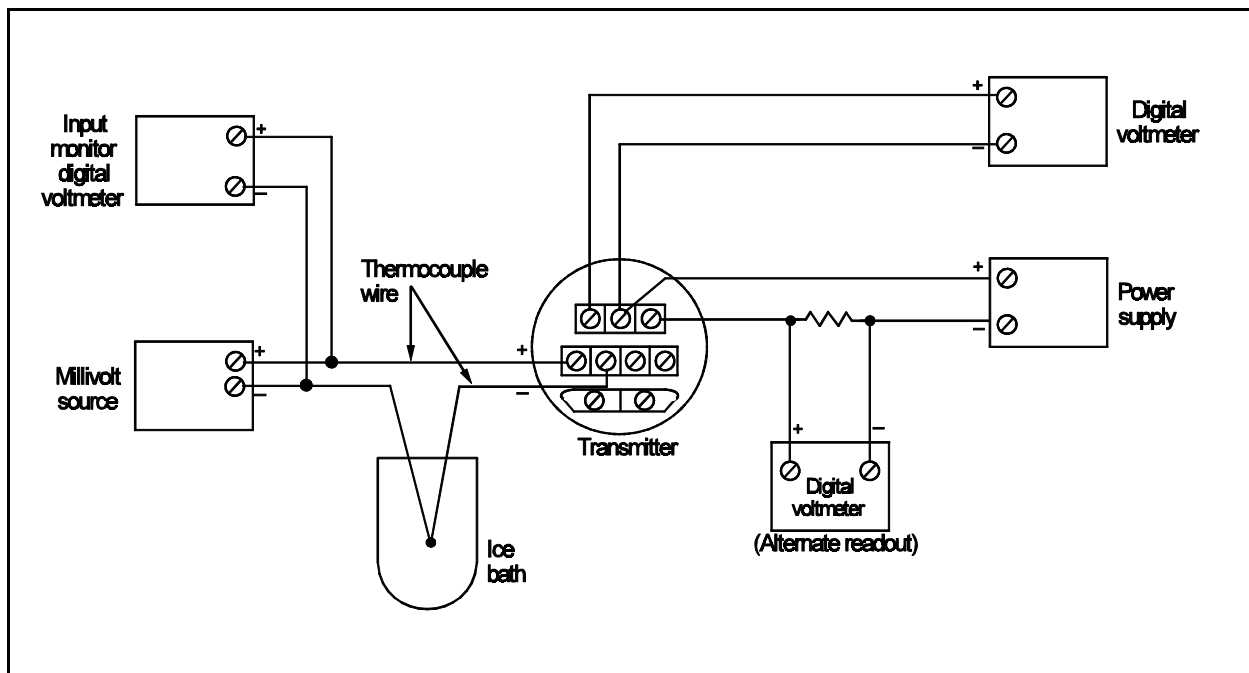 Input
monitor
digital
voltmeter
+
−
Millivolt
source
+
−
Thermocouple
wire
+
−
Ice
bath
Transmitter
+
−
Digital
voltmeter
+
−
Power
supply
+
−
Digital
voltmeter
(Alternate readout)